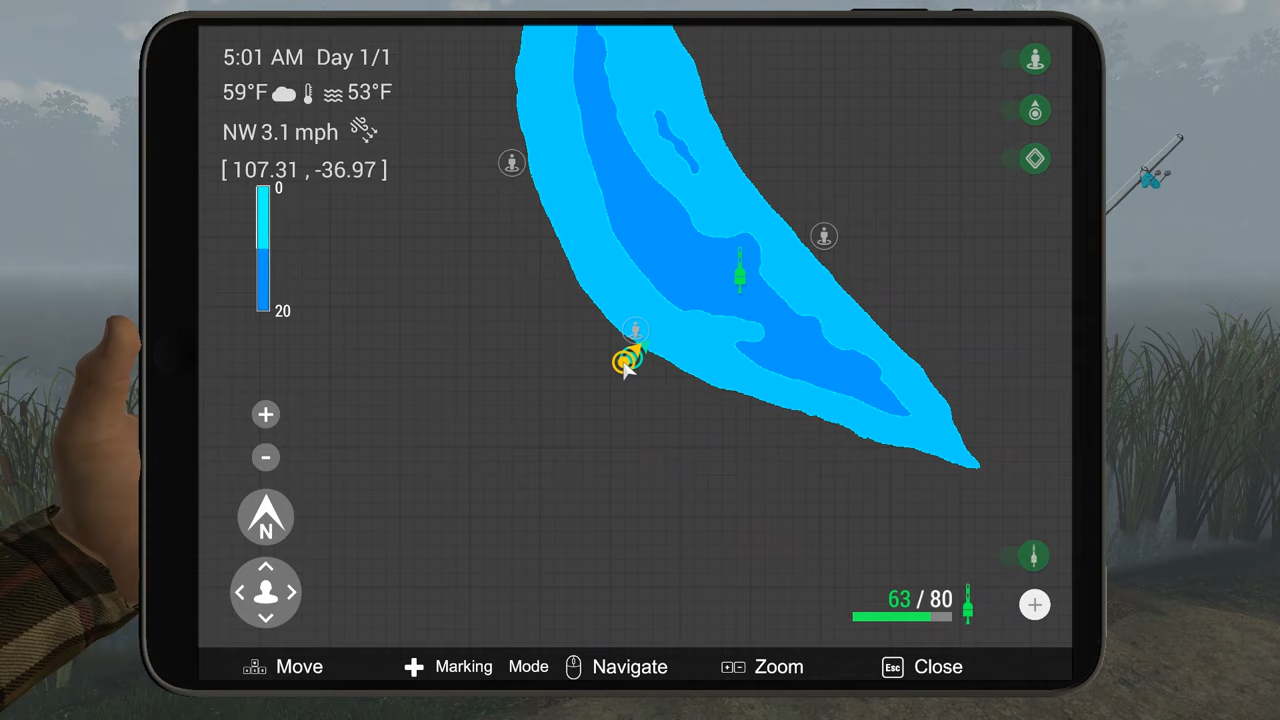 5:01 AM Day 1/1
59°F 53°F
NW 3.1 mph
[ 107.31 , -36.97 ]
0
20
+
-
N
63 / 80
+
Move
Marking Mode
Navigate
Zoom
Esc Close